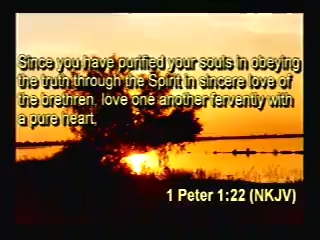 Since you have purified your souls in obeying
the truth through the Spirit in sincere love of
the brethren, love one another fervently with
a pure heart,
1 Peter 1:22 (NKJV)